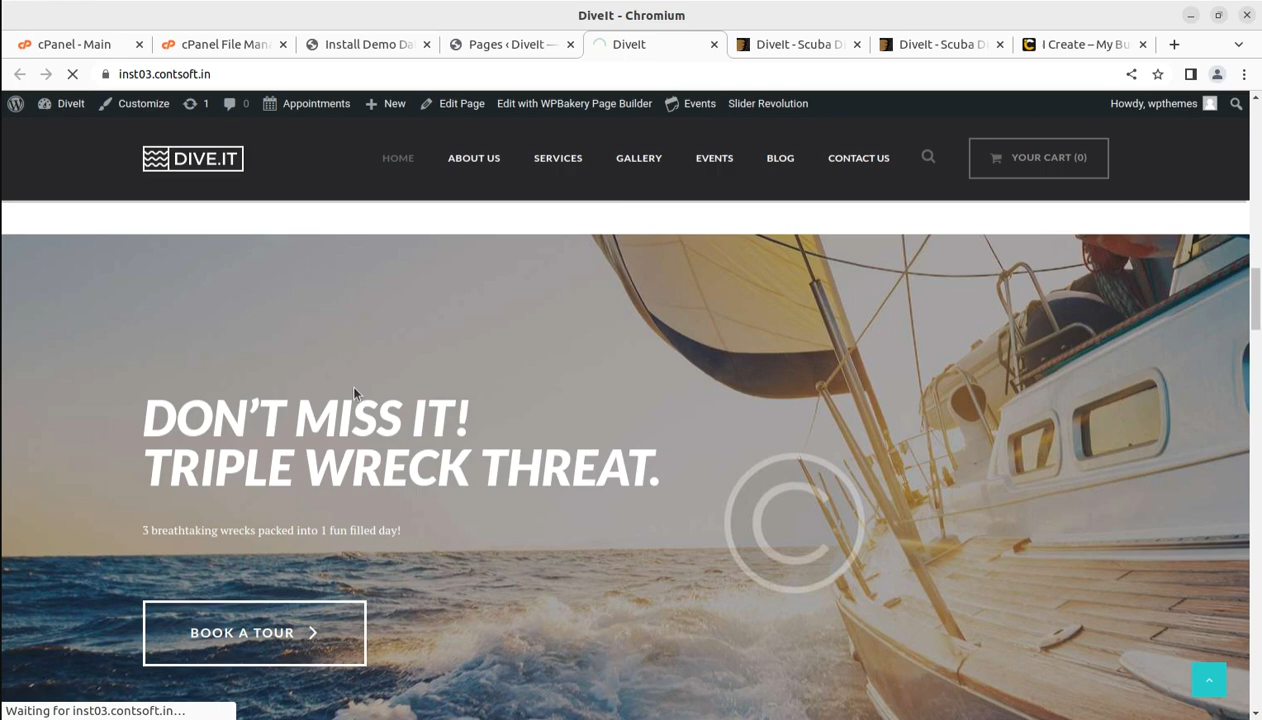 DiveIt - Chromium
cPanel - Main
cPanel File Man
Install Demo Da
Pages ‹ DiveIt —
DiveIt
DiveIt - Scuba D
DiveIt - Scuba D
I Create – My Bu
inst03.contsoft.in
DiveIt
Customize
1
0
Appointments
New
Edit Page
Edit with WPBakery Page Builder
Events
Slider Revolution
Howdy, wpthemes
DIVE.IT
HOME
ABOUT US
SERVICES
GALLERY
EVENTS
BLOG
CONTACT US
YOUR CART (0)
DON’T MISS IT!
TRIPLE WRECK THREAT.
3 breathtaking wrecks packed into 1 fun filled day!
BOOK A TOUR
Waiting for inst03.contsoft.in…